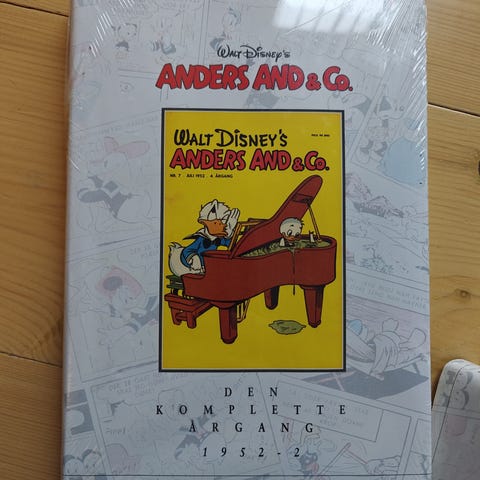 WALT DISNEY'S
ANDERS AND & Co.
WALT DISNEY'S
ANDERS AND & Co.
NR. 7 . JULI 1952 . 4. ÅRGANG
DEN
KOMPLETTE
ÅRGANG
1952-2